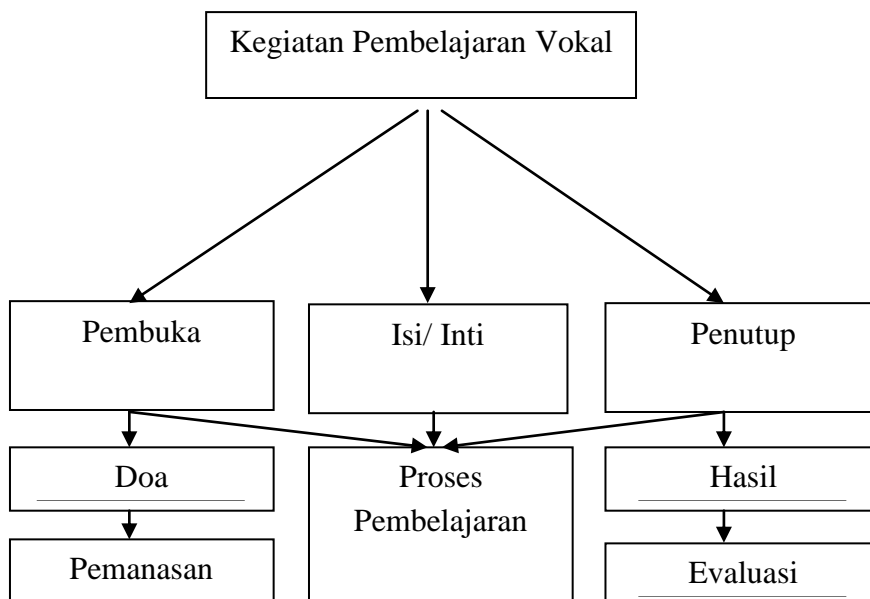 Kegiatan Pembelajaran Vokal
Pembuka
Isi/ Inti
Penutup
Doa
Proses
Pembelajaran
Hasil
Pemanasan
Evaluasi